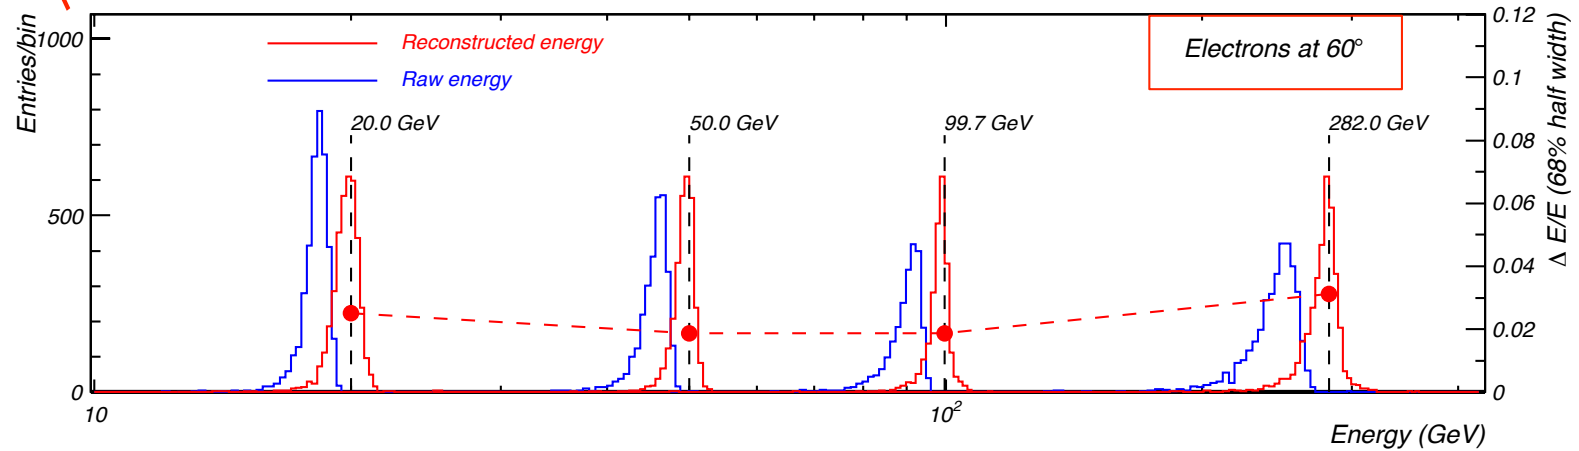 Entries/bin
1000
500
0
Reconstructed energy
Raw energy
Electrons at 60°
20.0 GeV
50.0 GeV
99.7 GeV
282.0 GeV
0.12
0.1
0.08
0.06
0.04
0.02
0
Δ E/E (68% half width)
10
10²
Energy (GeV)